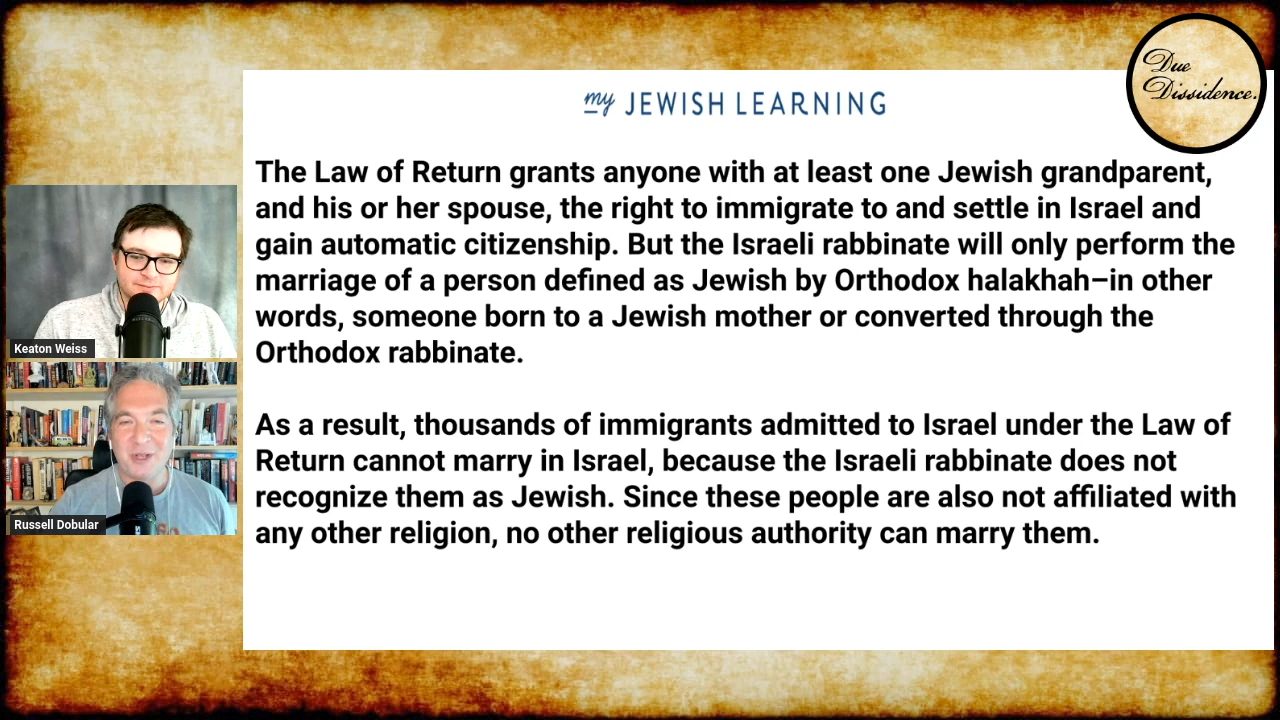 Due
Dissidence.
my JEWISH LEARNING
The Law of Return grants anyone with at least one Jewish grandparent,
and his or her spouse, the right to immigrate to and settle in Israel and
gain automatic citizenship. But the Israeli rabbinate will only perform the
marriage of a person defined as Jewish by Orthodox halakhah–in other
words, someone born to a Jewish mother or converted through the
Orthodox rabbinate.
As a result, thousands of immigrants admitted to Israel under the Law of
Return cannot marry in Israel, because the Israeli rabbinate does not
recognize them as Jewish. Since these people are also not affiliated with
any other religion, no other religious authority can marry them.
Keaton Weiss
Russell Dobular